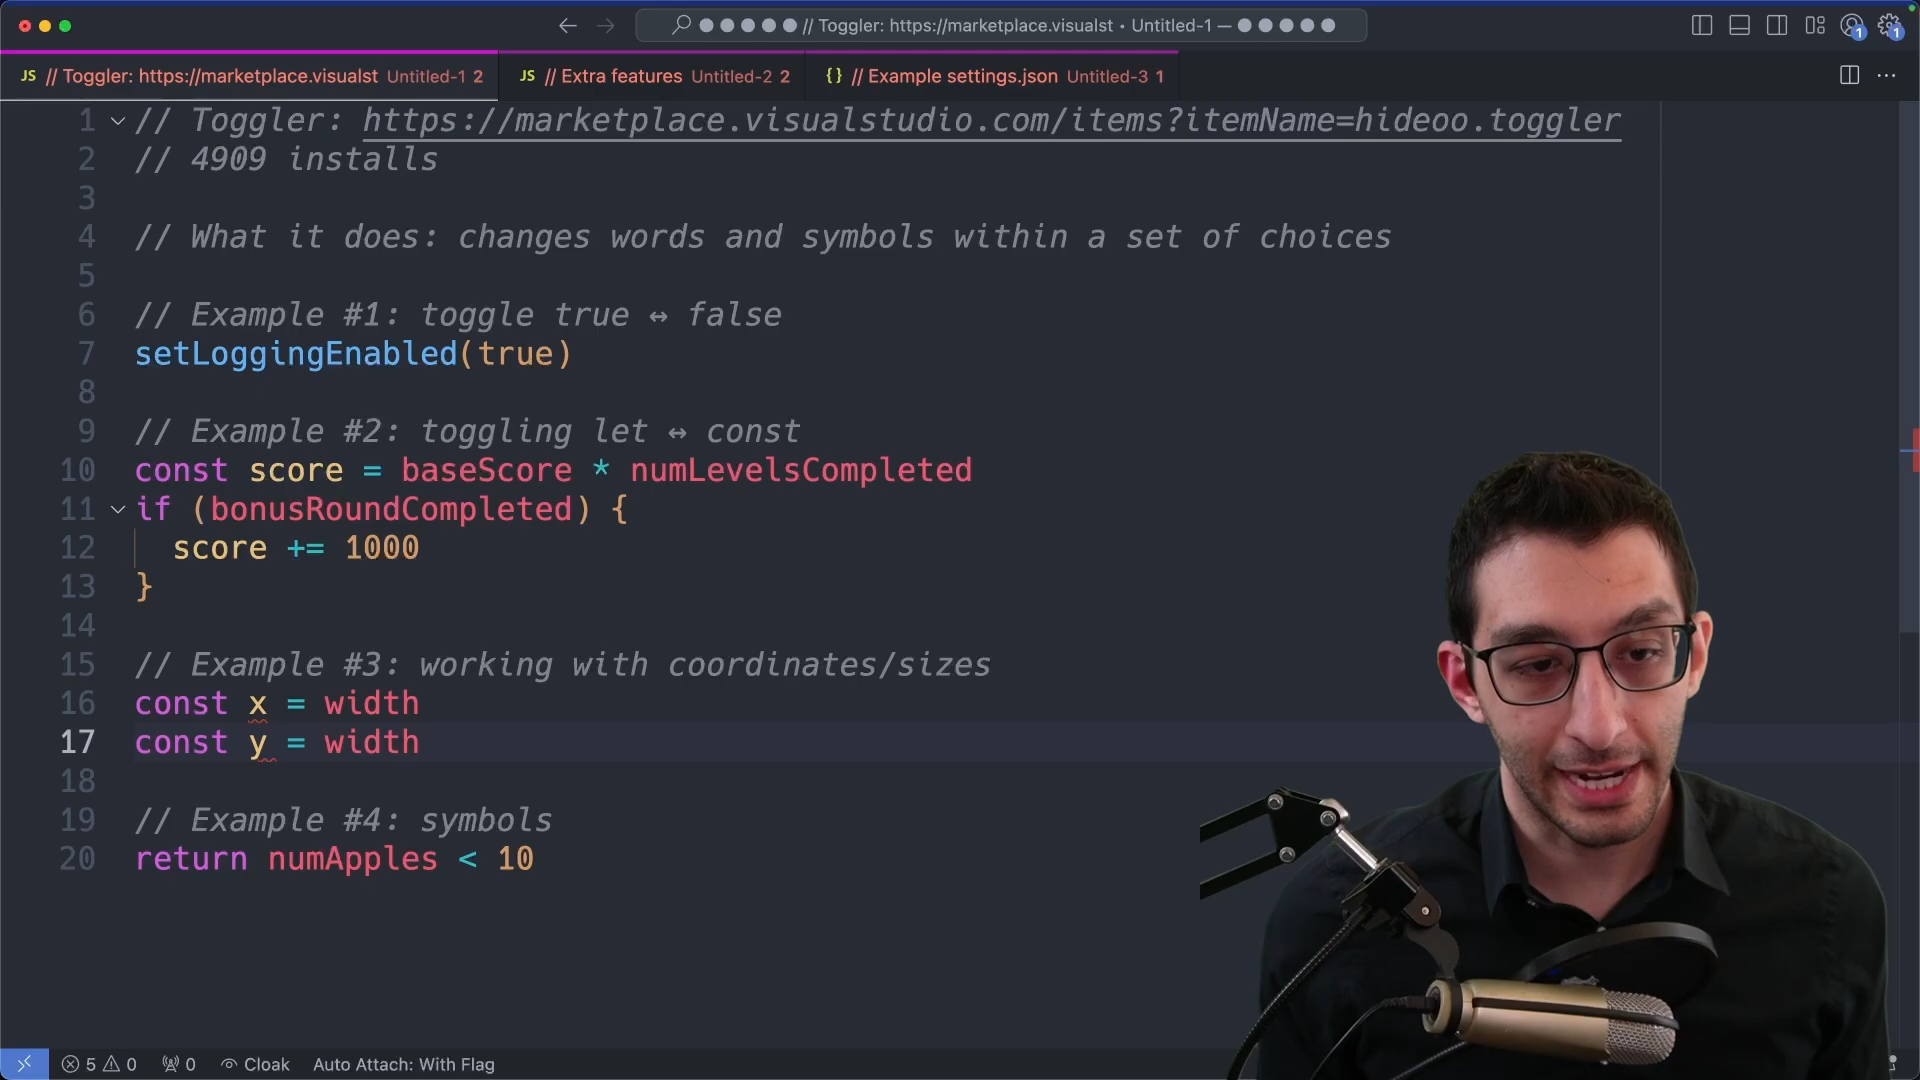 // Toggler: https://marketplace.visualst • Untitled-1 —
JS // Toggler: https://marketplace.visualst Untitled-1 2
JS // Extra features Untitled-2 2
{} // Example settings.json Untitled-3 1
1 // Toggler: https://marketplace.visualstudio.com/items?itemName=hideoo.toggler
2 // 4909 installs
3
4 // What it does: changes words and symbols within a set of choices
5
6 // Example #1: toggle true ↔ false
7 setLoggingEnabled(true)
8
9 // Example #2: toggling let ↔ const
10 const score = baseScore * numLevelsCompleted
11 if (bonusRoundCompleted) {
12 score += 1000
13 }
14
15 // Example #3: working with coordinates/sizes
16 const x = width
17 const y = width
18
19 // Example #4: symbols
20 return numApples < 10
5 0 0 Cloak Auto Attach: With Flag
1
1